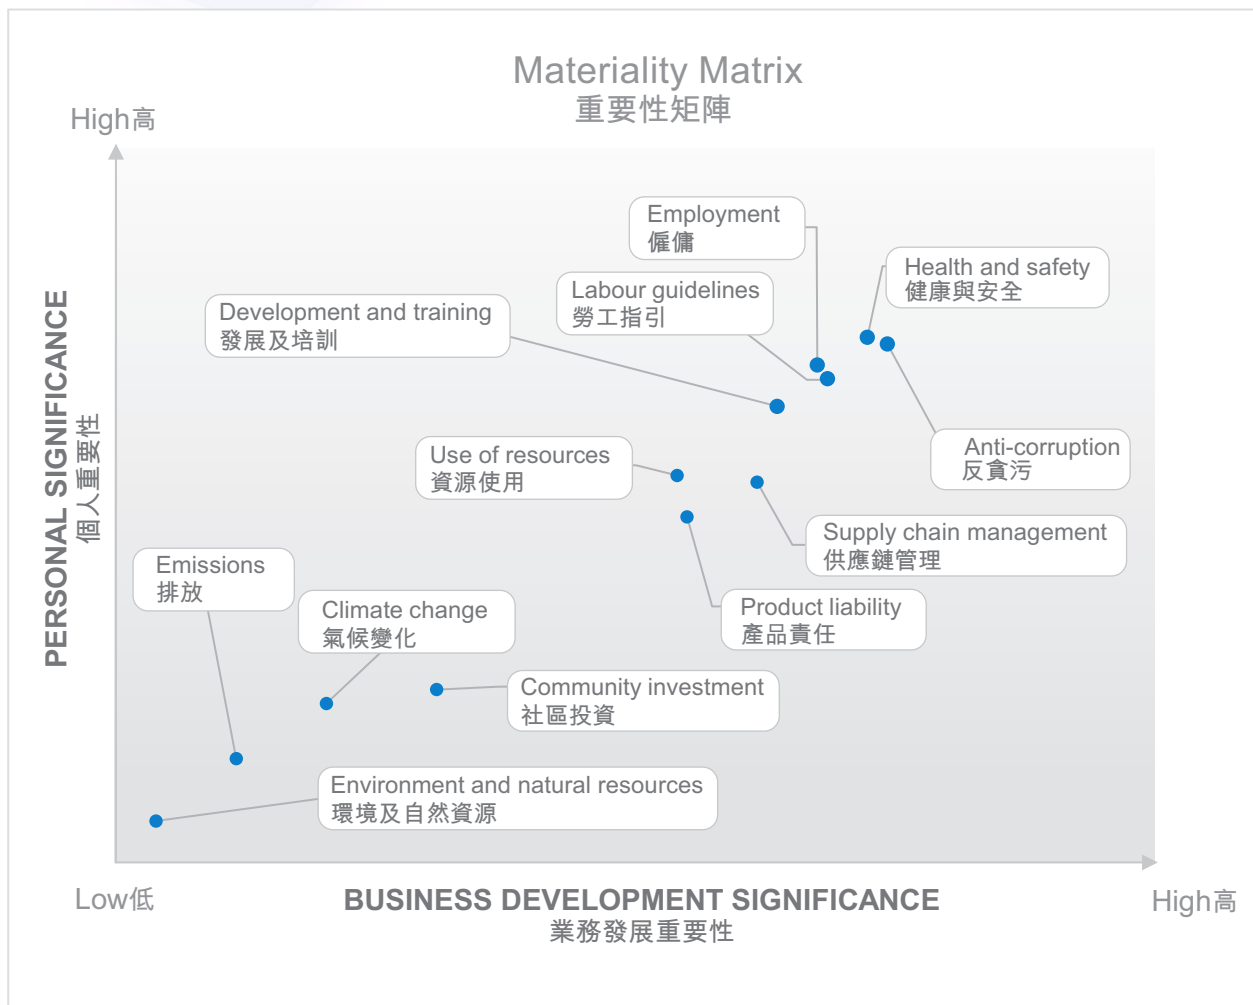 Materiality Matrix
重要性矩陣
High高
Employment
僱傭
Health and safety
健康與安全
Labour guidelines
勞工指引
Development and training
發展及培訓
Anti-corruption
反貪污
Use of resources
資源使用
Supply chain management
供應鏈管理
Emissions
排放
Climate change
氣候變化
Product liability
產品責任
Community investment
社區投資
Environment and natural resources
環境及自然資源
PERSONAL SIGNIFICANCE
個人重要性
Low低
BUSINESS DEVELOPMENT SIGNIFICANCE
業務發展重要性
High高